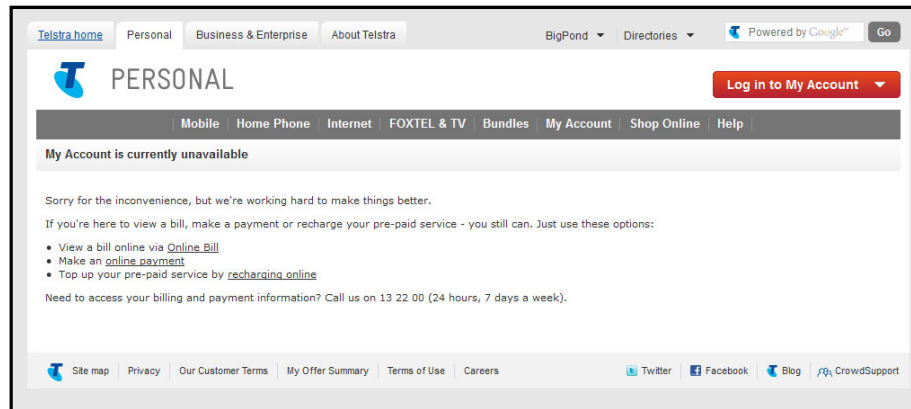 Telstra home Personal Business & Enterprise About Telstra BigPond Directories Powered by Google™ Go
T PERSONAL Log in to My Account
Mobile Home Phone Internet FOXTEL & TV Bundles My Account Shop Online Help
My Account is currently unavailable
Sorry for the inconvenience, but we're working hard to make things better.
If you're here to view a bill, make a payment or recharge your pre-paid service - you still can. Just use these options:
• View a bill online via Online Bill
• Make an online payment
• Top up your pre-paid service by recharging online
Need to access your billing and payment information? Call us on 13 22 00 (24 hours, 7 days a week).
Site map Privacy Our Customer Terms My Offer Summary Terms of Use Careers Twitter Facebook Blog CrowdSupport